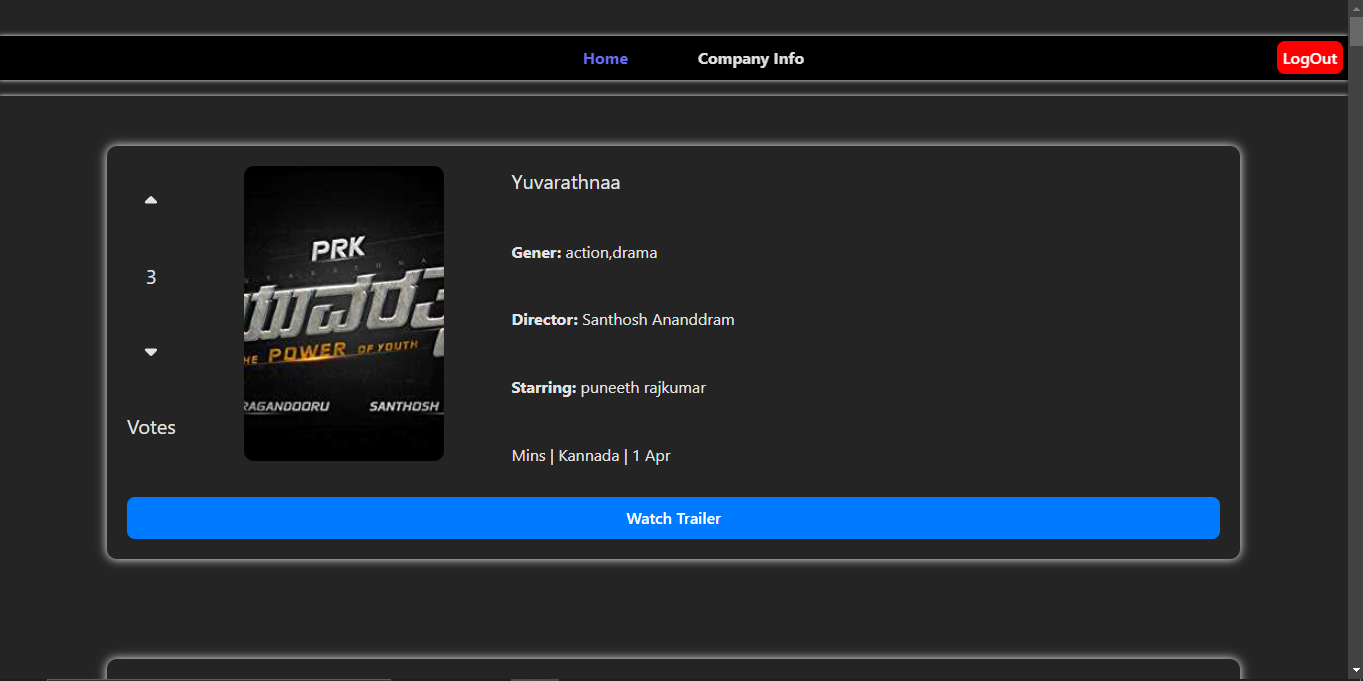 Home
Company Info
LogOut
3
Votes
PRK
YUVARATHNA
THE POWER OF YOUTH
RAGANDOORU SANTHOSH
Yuvarathnaa
Gener: action,drama
Director: Santhosh Ananddram
Starring: puneeth rajkumar
Mins | Kannada | 1 Apr
Watch Trailer